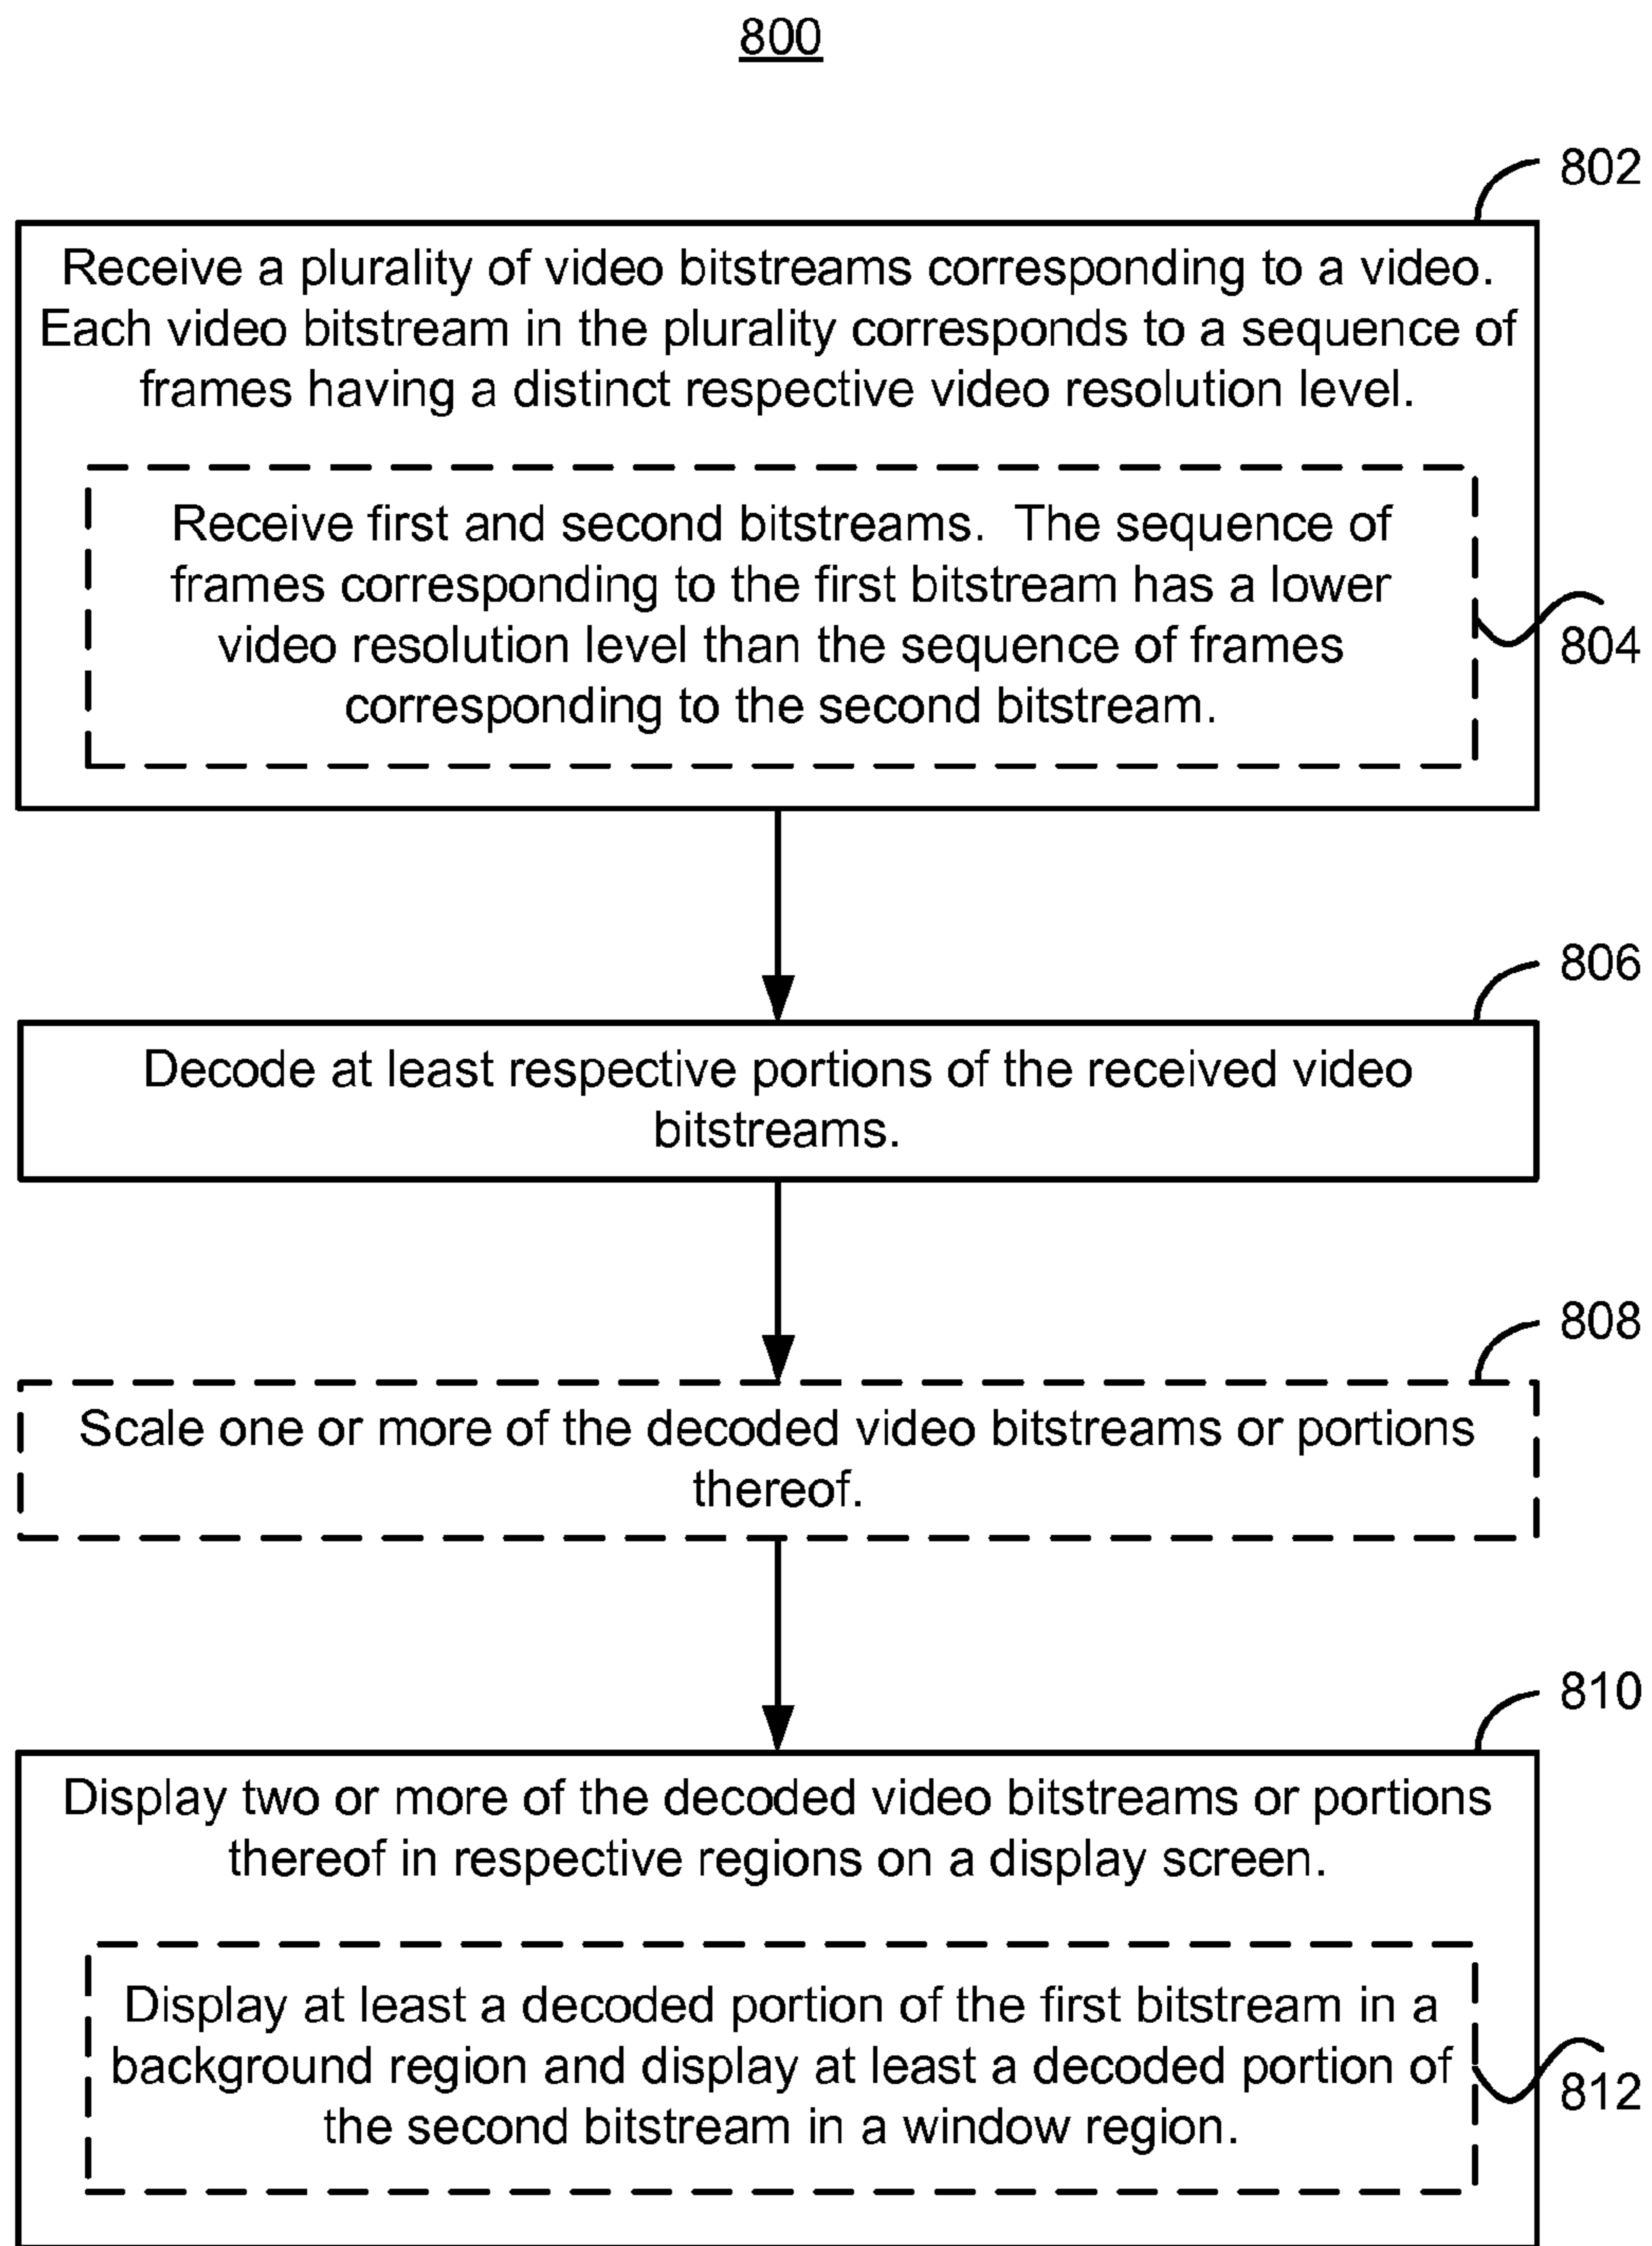 800
802
Receive a plurality of video bitstreams corresponding to a video.
Each video bitstream in the plurality corresponds to a sequence of
frames having a distinct respective video resolution level.
Receive first and second bitstreams. The sequence of
frames corresponding to the first bitstream has a lower
video resolution level than the sequence of frames
corresponding to the second bitstream.
804
806
Decode at least respective portions of the received video
bitstreams.
808
Scale one or more of the decoded video bitstreams or portions
thereof.
810
Display two or more of the decoded video bitstreams or portions
thereof in respective regions on a display screen.
Display at least a decoded portion of the first bitstream in a
background region and display at least a decoded portion of
the second bitstream in a window region.
812